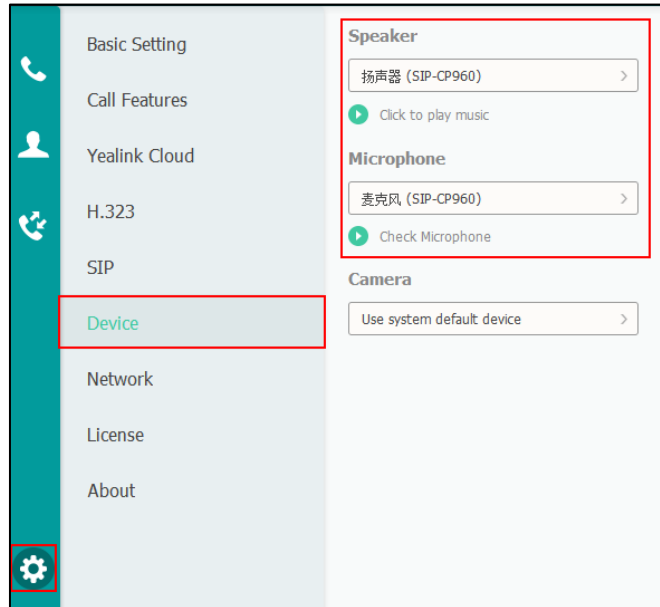 Basic Setting
Call Features
Yealink Cloud
H.323
SIP
Device
Network
License
About
Speaker
扬声器 (SIP-CP960)
Click to play music
Microphone
麦克风 (SIP-CP960)
Check Microphone
Camera
Use system default device